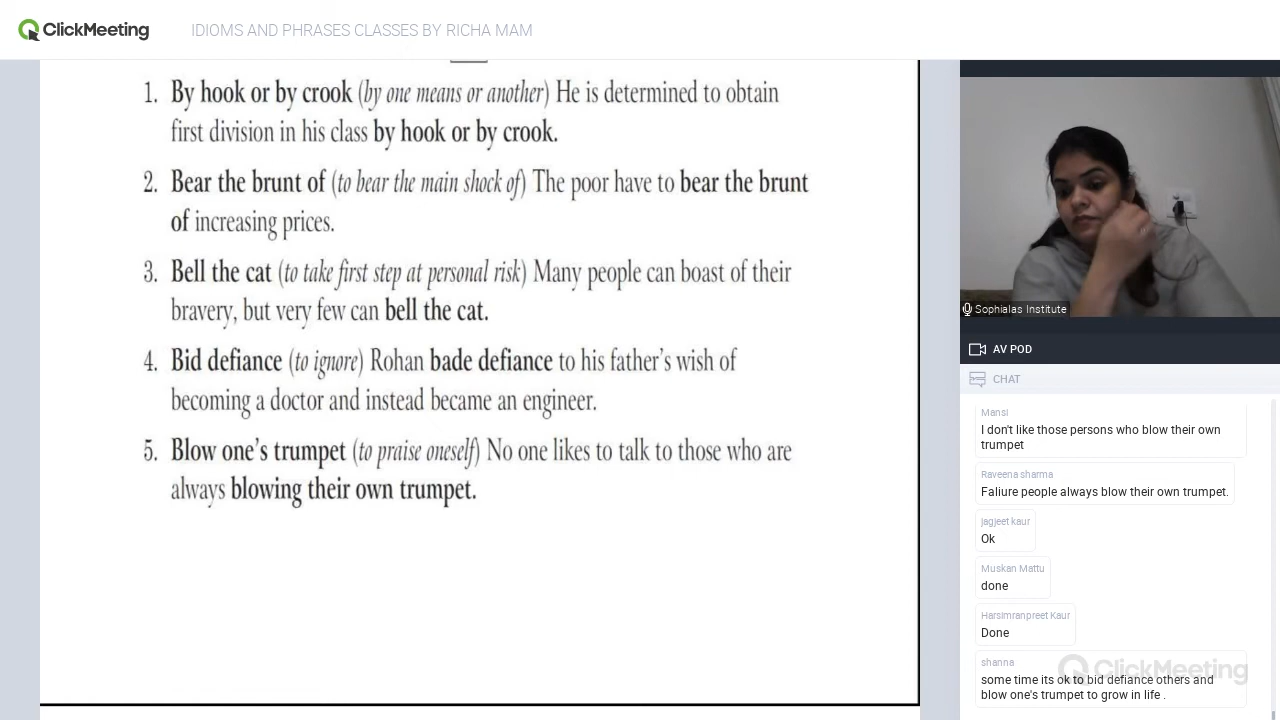 ClickMeeting
IDIOMS AND PHRASES CLASSES BY RICHA MAM
1. By hook or by crook (by one means or another) He is determined to obtain
first division in his class by hook or by crook.
2. Bear the brunt of (to bear the main shock of) The poor have to bear the brunt
of increasing prices.
3. Bell the cat (to take first step at personal risk) Many people can boast of their
bravery, but very few can bell the cat.
4. Bid defiance (to ignore) Rohan bade defiance to his father's wish of
becoming a doctor and instead became an engineer.
5. Blow one's trumpet (to praise oneself) No one likes to talk to those who are
always blowing their own trumpet.
Sophialas Institute
AV POD
CHAT
Mansi
I don't like those persons who blow their own
trumpet
Raveena sharma
Faliure people always blow their own trumpet.
jagjeet kaur
Ok
Muskan Mattu
done
Harsimranpreet Kaur
Done
shanna
some time its ok to bid defiance others and
blow one's trumpet to grow in life .
ClickMeeting